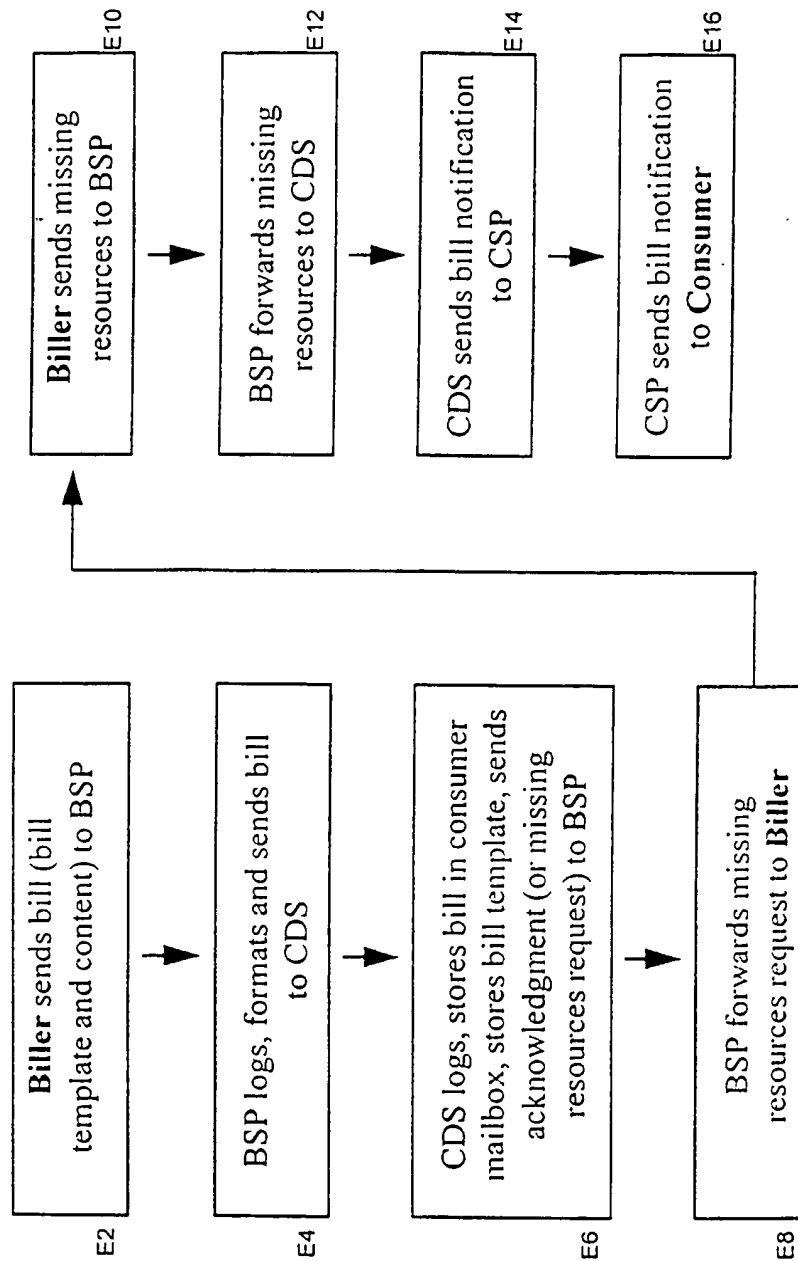 Biller sends bill (bill
template and content) to BSP
E2
BSP logs, formats and sends bill
to CDS
E4
CDS logs, stores bill in consumer
mailbox, stores bill template, sends
acknowledgment (or missing
resources request) to BSP
E6
BSP forwards missing
resources request to Biller
E8
Biller sends missing
resources to BSP
E10
BSP forwards missing
resources to CDS
E12
CDS sends bill notification
to CSP
E14
CSP sends bill notification
to Consumer
E16